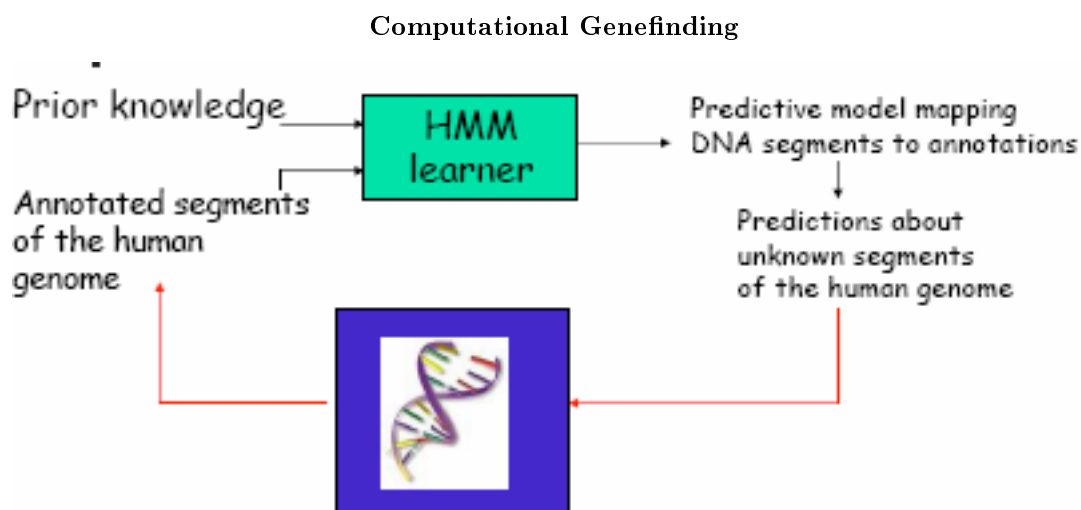 Computational Genefinding
Prior knowledge
HMM
learner
Predictive model mapping
DNA segments to annotations
Annotated segments
of the human
genome
Predictions about
unknown segments
of the human genome